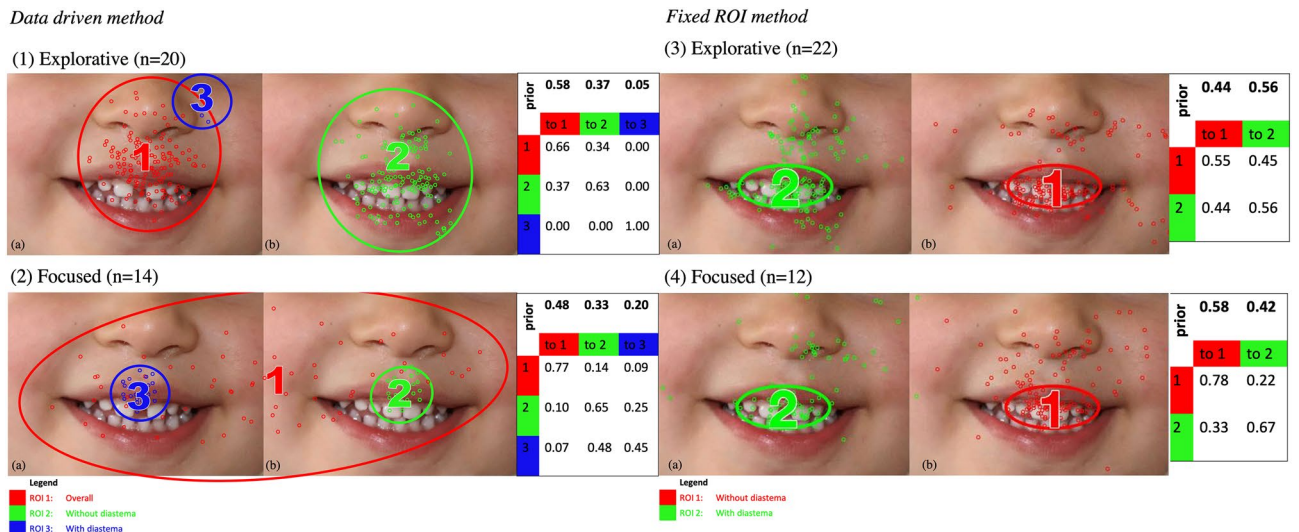 Data driven method
(1) Explorative (n=20)
1
3
2
(a)
(b)
prior 0.58 0.37 0.05
to 1 to 2 to 3
1 0.66 0.34 0.00
2 0.37 0.63 0.00
3 0.00 0.00 1.00
(2) Focused (n=14)
3
1
2
(a)
(b)
prior 0.48 0.33 0.20
to 1 to 2 to 3
1 0.77 0.14 0.09
2 0.10 0.65 0.25
3 0.07 0.48 0.45
Legend
ROI 1: Overall
ROI 2: Without diastema
ROI 3: With diastema
Fixed ROI method
(3) Explorative (n=22)
2
1
(a)
(b)
prior 0.44 0.56
to 1 to 2
1 0.55 0.45
2 0.44 0.56
(4) Focused (n=12)
2
1
(a)
(b)
prior 0.58 0.42
to 1 to 2
1 0.78 0.22
2 0.33 0.67
Legend
ROI 1: Without diastema
ROI 2: With diastema